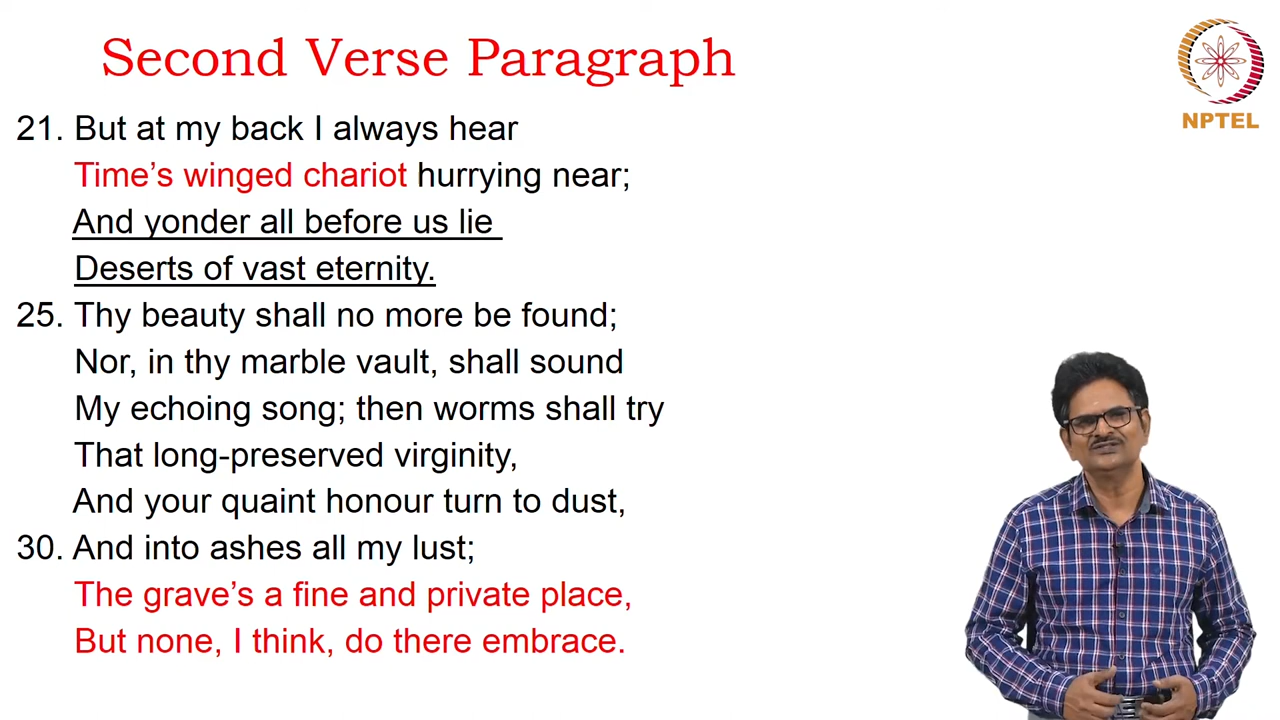 Second Verse Paragraph
NPTEL
21. But at my back I always hear
Time’s winged chariot hurrying near;
And yonder all before us lie
Deserts of vast eternity.
25. Thy beauty shall no more be found;
Nor, in thy marble vault, shall sound
My echoing song; then worms shall try
That long-preserved virginity,
And your quaint honour turn to dust,
30. And into ashes all my lust;
The grave’s a fine and private place,
But none, I think, do there embrace.